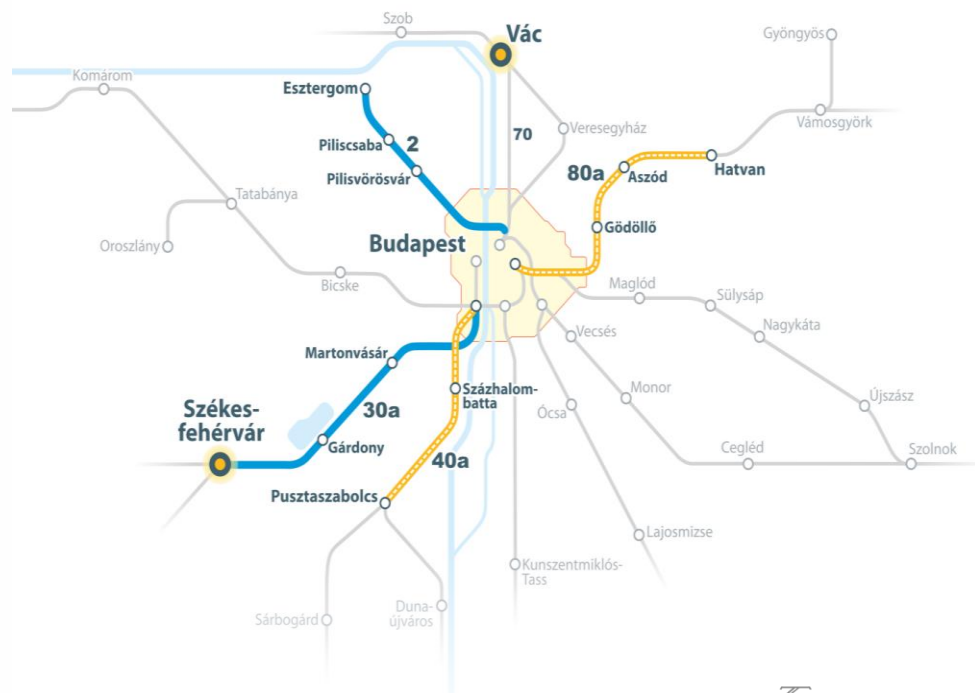 Szob
Vác
Gyöngyös
Komárom
Esztergom
Vámosgyörk
70
Veresegyház
Piliscsaba
2
Pilisvörösvár
80a
Aszód
Hatvan
Tatabánya
Gödöllő
Oroszlány
Budapest
Bicske
Maglód
Sülysáp
Nagykáta
Vecsés
Martonvásár
Százhalom-
batta
Monor
Újszász
Ócsa
30a
Székes-
fehérvár
Gárdony
40a
Cegléd
Szolnok
Pusztaszabolcs
Lajosmizse
Kunszentmiklós-
Tass
Sárbogárd
Duna-
újváros